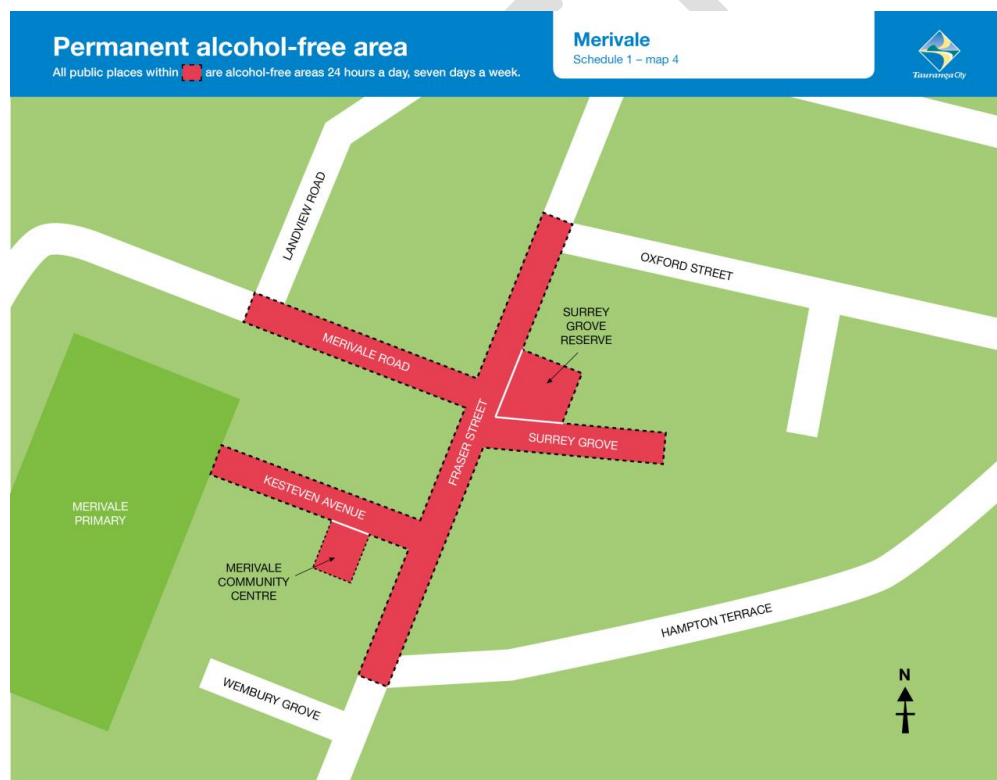 Permanent alcohol-free area
All public places within are alcohol-free areas 24 hours a day, seven days a week.
Merivale
Schedule 1 – map 4
Tauranga City
LANDVIEW ROAD
OXFORD STREET
SURREY
GROVE
RESERVE
MERIVALE ROAD
FRASER STREET
SURREY GROVE
KESTEVEN AVENUE
MERIVALE
PRIMARY
MERIVALE
COMMUNITY
CENTRE
HAMPTON TERRACE
WEMBURY GROVE
N